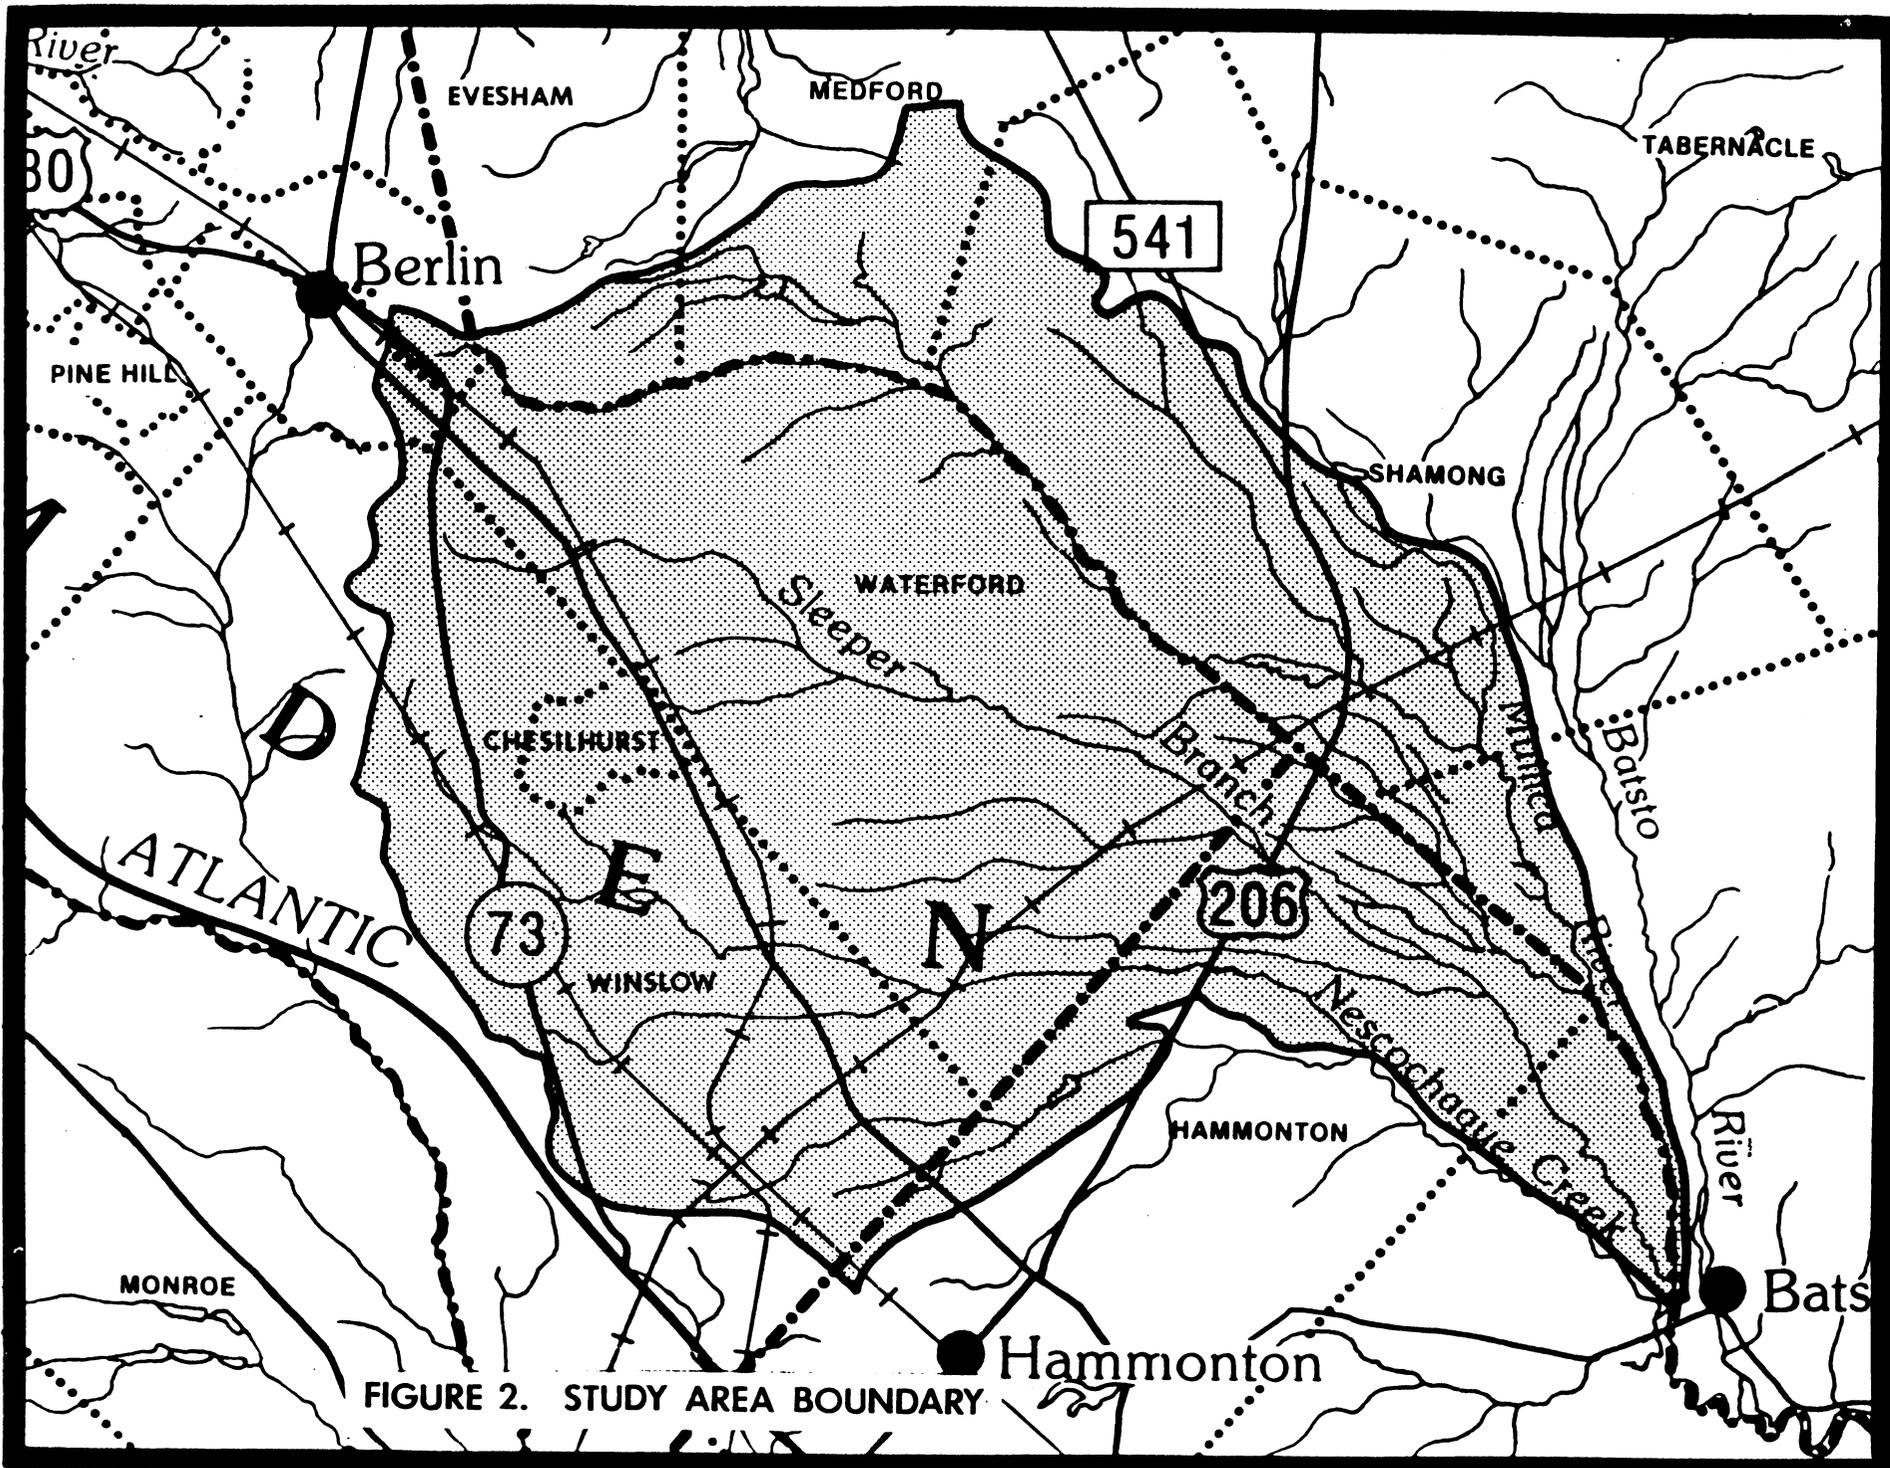 River
EVESHAM
MEDFORD
TABERNACLE
30
541
Berlin
PINE HILL
SHAMONG
WATERFORD
Sleeper
Branch
D
CHESILHURST
Mullica
River
Batsto
River
ATLANTIC
E
N
73
206
WINSLOW
Nescochague Creek
HAMMONTON
MONROE
Bats
Hammonton
FIGURE 2. STUDY AREA BOUNDARY